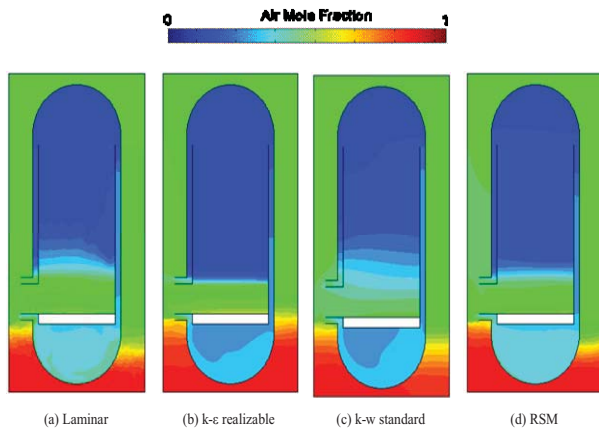 Air Mole Fraction
0 1
(a) Laminar (b) k-ε realizable (c) k-w standard (d) RSM